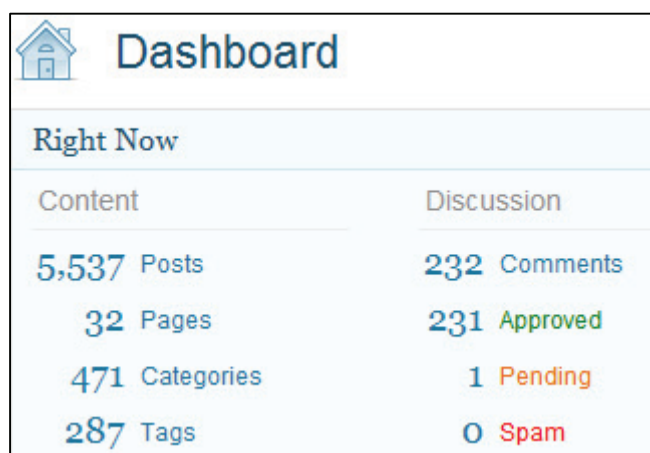 Dashboard
Right Now
Content Discussion
5,537 Posts 232 Comments
32 Pages 231 Approved
471 Categories 1 Pending
287 Tags 0 Spam